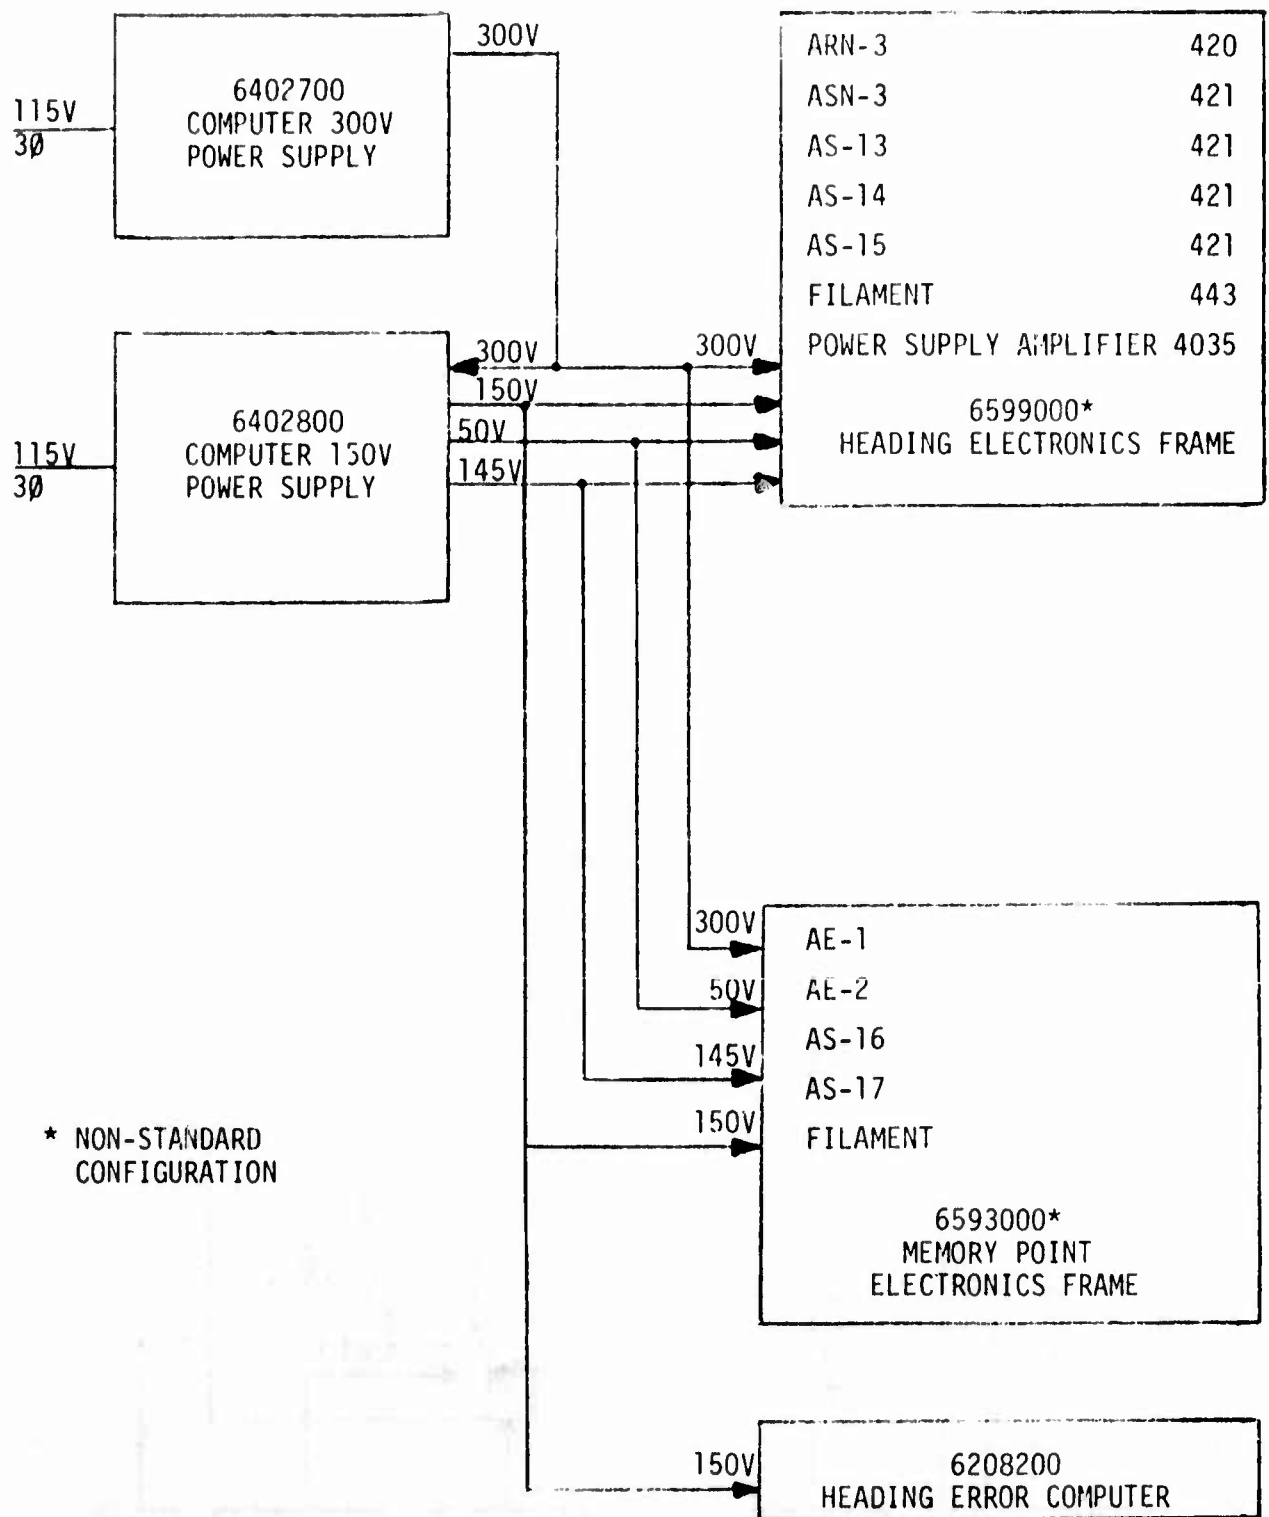 300V
6402700
COMPUTER 300V
POWER SUPPLY
115V
3Ø
ARN-3 420
ASN-3 421
AS-13 421
AS-14 421
AS-15 421
FILAMENT 443
POWER SUPPLY AMPLIFIER 4035
6599000*
HEADING ELECTRONICS FRAME
300V
300V
150V
50V
145V
6402800
COMPUTER 150V
POWER SUPPLY
115V
3Ø
300V
AE-1
50V
AE-2
AS-16
145V
AS-17
150V
FILAMENT
6593000*
MEMORY POINT
ELECTRONICS FRAME
* NON-STANDARD
CONFIGURATION
150V
6208200
HEADING ERROR COMPUTER